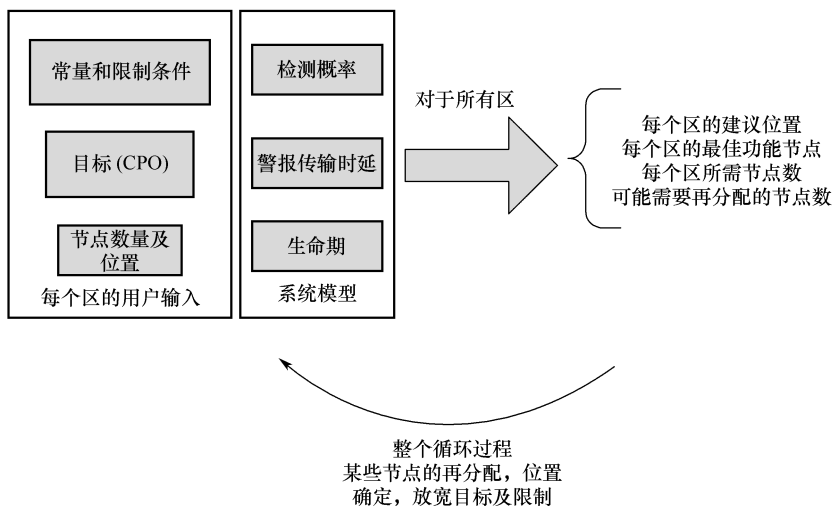 常量和限制条件
目标 (CPO)
节点数量及
位置
每个区的用户输入
检测概率
警报传输时延
生命期
系统模型
对于所有区
每个区的建议位置
每个区的最佳功能节点
每个区所需节点数
可能需要再分配的节点数
整个循环过程
某些节点的再分配，位置
确定，放宽目标及限制